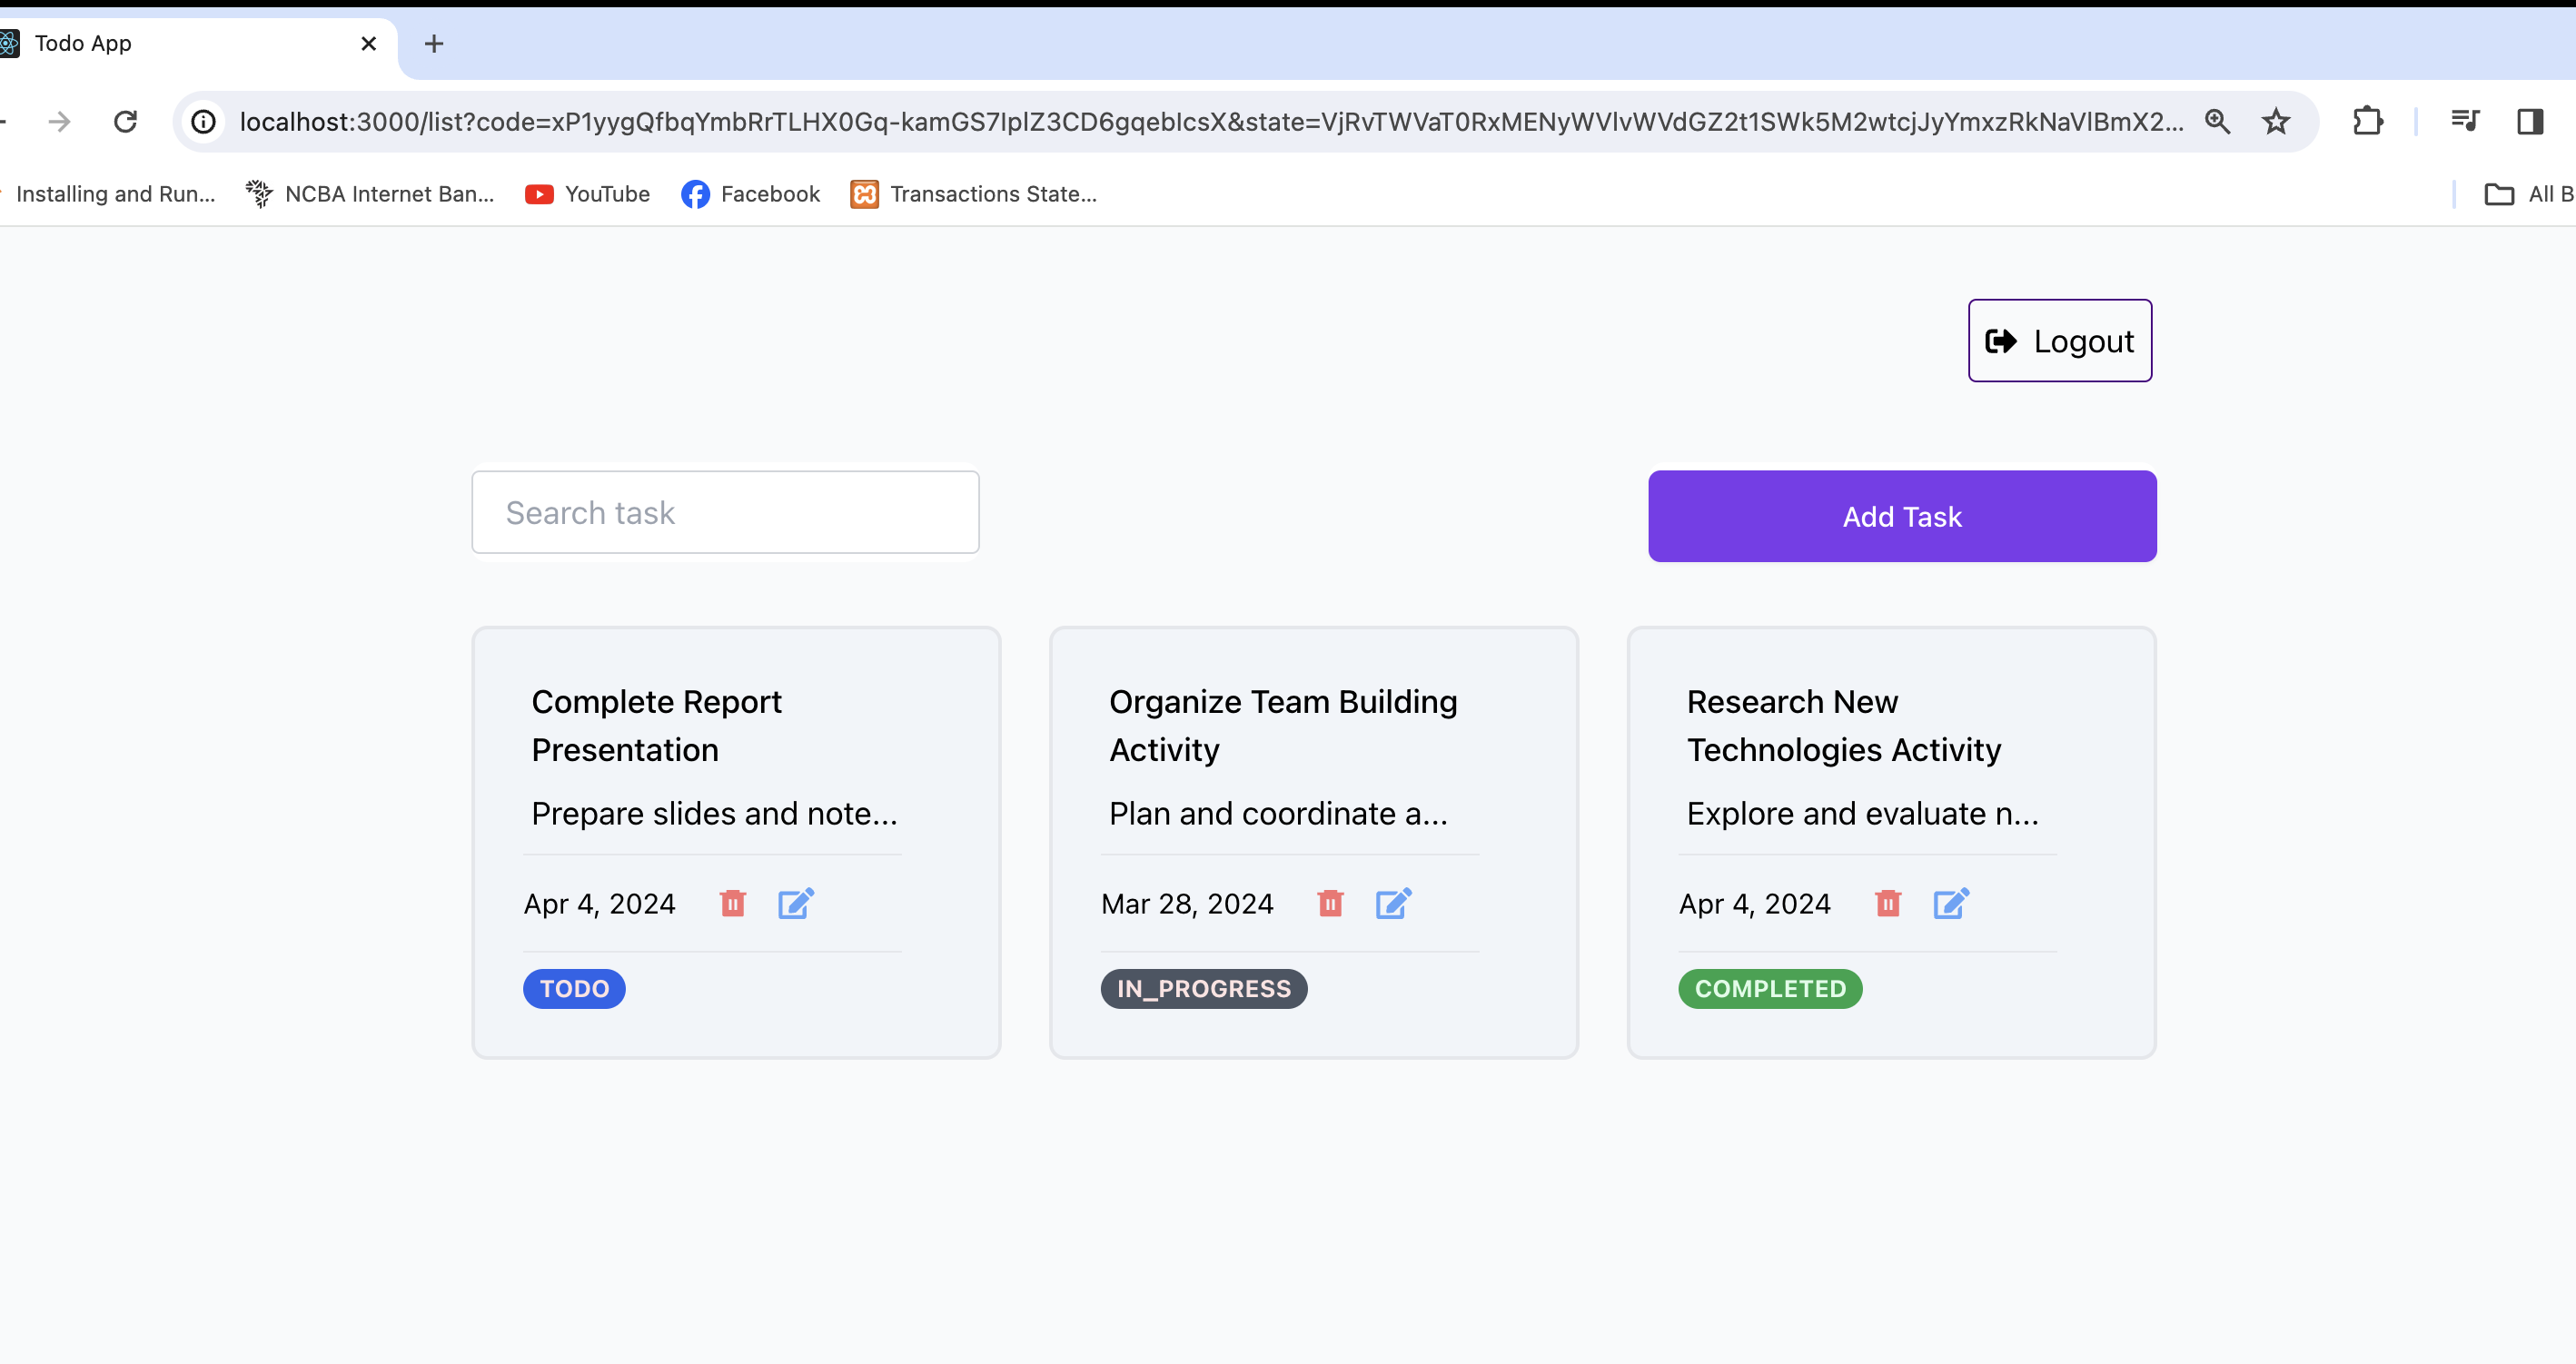 Todo App
localhost:3000/list?code=xP1yygQfbqYmbRrTLHX0Gq-kamGS7IplZ3CD6gqebIcsX&state=VjRvTWVaT0RxMENyWVIvWVdGZ2t1SWk5M2wtcjJyYmxzRkNaVlBmX2...
Installing and Run... NCBA Internet Ban... YouTube Facebook Transactions State... All B
Logout
Search task
Add Task
Complete Report
Presentation
Prepare slides and note...
Apr 4, 2024
TODO
Organize Team Building
Activity
Plan and coordinate a...
Mar 28, 2024
IN_PROGRESS
Research New
Technologies Activity
Explore and evaluate n...
Apr 4, 2024
COMPLETED